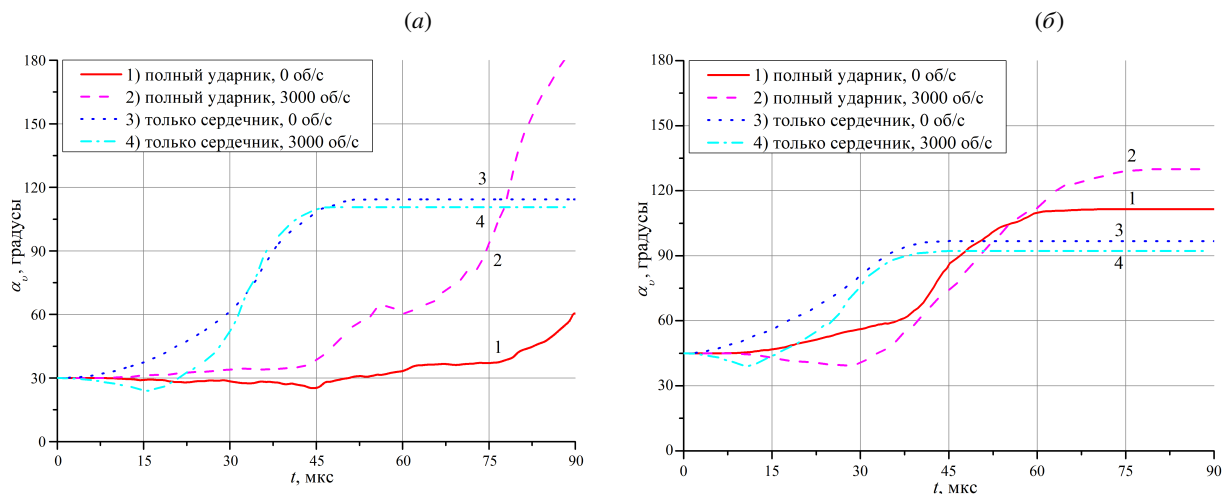 (а)
180
150
120
90
60
30
0
α_υ, градусы
1) полный ударник, 0 об/с
2) полный ударник, 3000 об/с
3) только сердечник, 0 об/с
4) только сердечник, 3000 об/с
3
4
2
1
0 15 30 45 60 75 90
t, мкс
(б)
180
150
120
90
60
30
0
α_υ, градусы
1) полный ударник, 0 об/с
2) полный ударник, 3000 об/с
3) только сердечник, 0 об/с
4) только сердечник, 3000 об/с
2
1
3
4
0 15 30 45 60 75 90
t, мкс